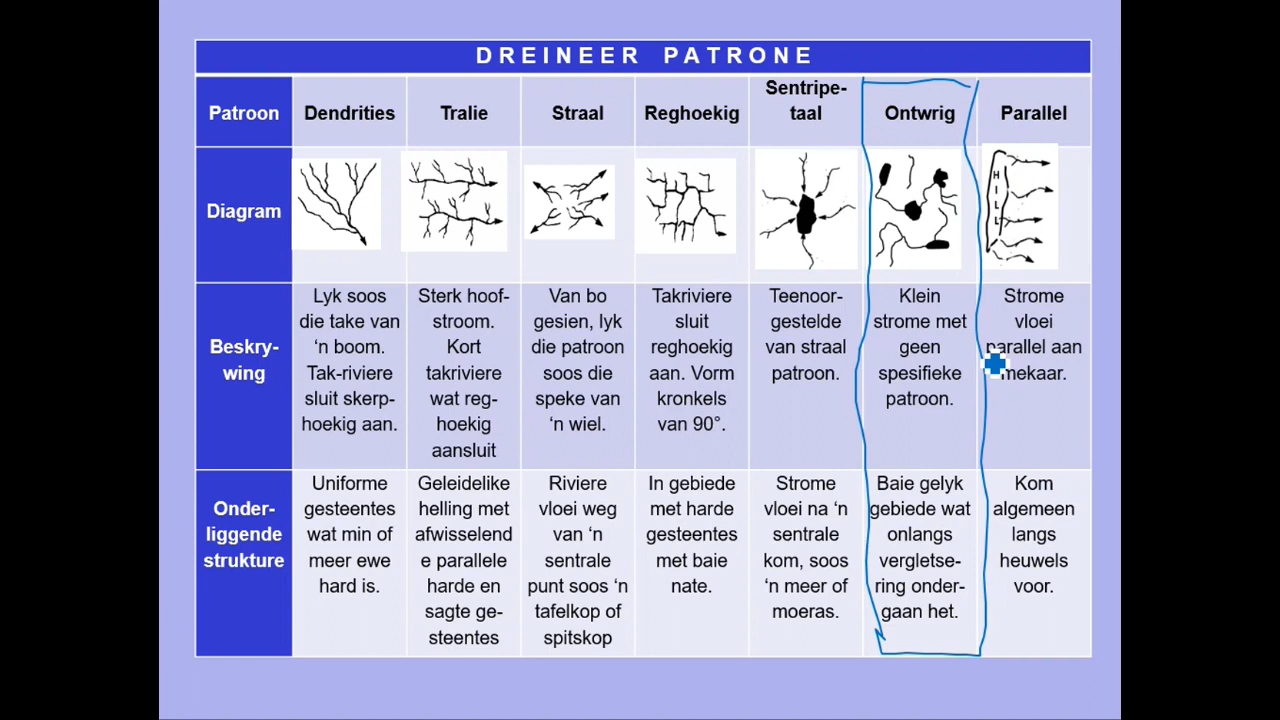 DREINEER PATRONE
Patroon
Dendrities
Tralie
Straal
Reghoekig
Sentripe-
taal
Ontwrig
Parallel
Diagram
HILL
Beskry-
wing
Lyk soos
die take van
‘n boom.
Tak-riviere
sluit skerp-
hoekig aan.
Sterk hoof-
stroom.
Kort
takriviere
wat reg-
hoekig
aansluit
Van bo
gesien, lyk
die patroon
soos die
speke van
‘n wiel.
Takriviere
sluit
reghoekig
aan. Vorm
kronkels
van 90°.
Teenoor-
gestelde
van straal
patroon.
Klein
strome met
geen
spesifieke
patroon.
Strome
vloei
parallel aan
mekaar.
Onder-
liggende
strukture
Uniforme
gesteentes
wat min of
meer ewe
hard is.
Geleidelike
helling met
afwisselend
e parallele
harde en
sagte ge-
steentes
Riviere
vloei weg
van ‘n
sentrale
punt soos ‘n
tafelkop of
spitskop
In gebiede
met harde
gesteentes
met baie
nate.
Strome
vloei na ‘n
sentrale
kom, soos
‘n meer of
moeras.
Baie gelyk
gebiede wat
onlangs
vergletse-
ring onder-
gaan het.
Kom
algemeen
langs
heuwels
voor.